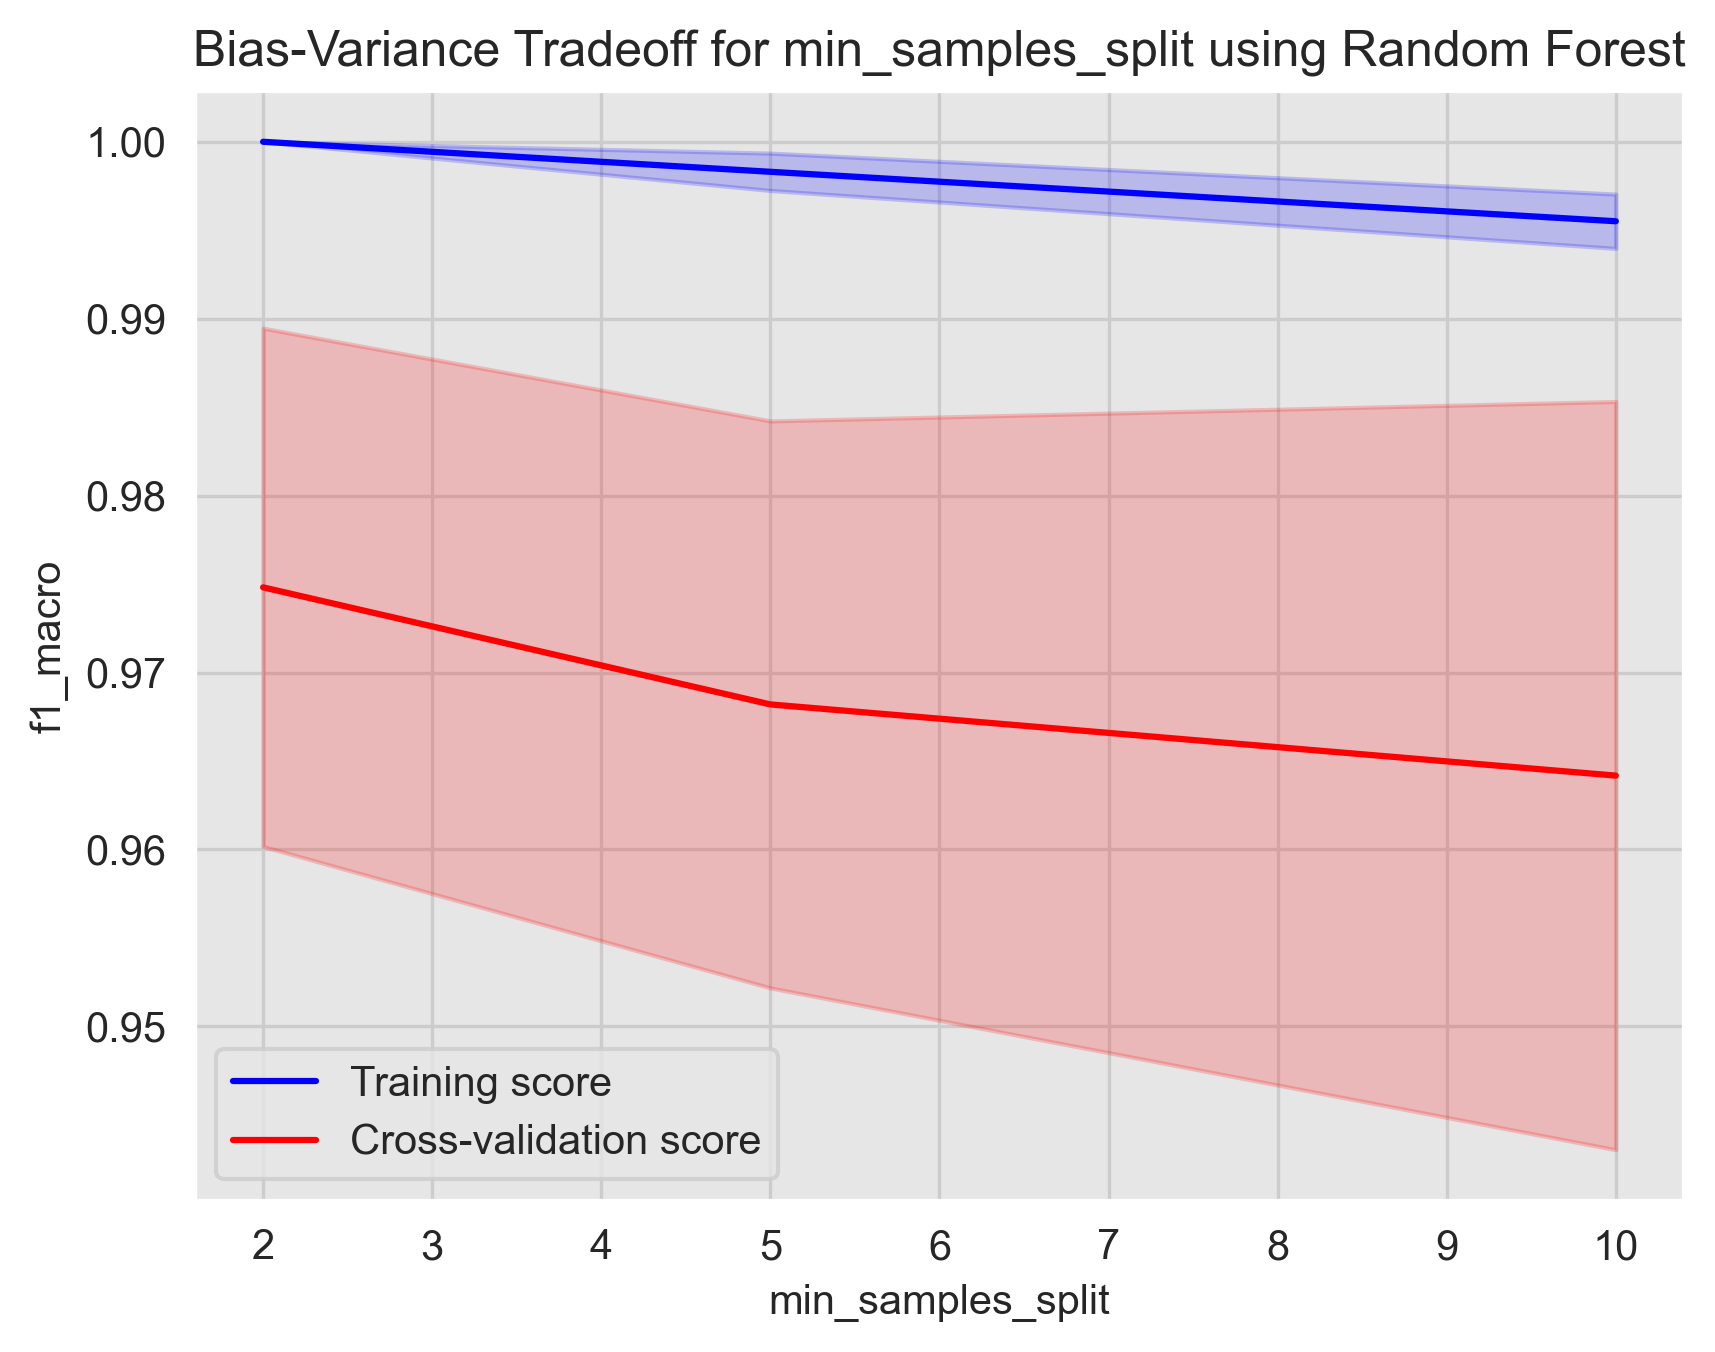 Bias-Variance Tradeoff for min_samples_split using Random Forest
1.00
0.99
0.98
0.97
0.96
0.95
f1_macro
Training score
Cross-validation score
2 3 4 5 6 7 8 9 10
min_samples_split